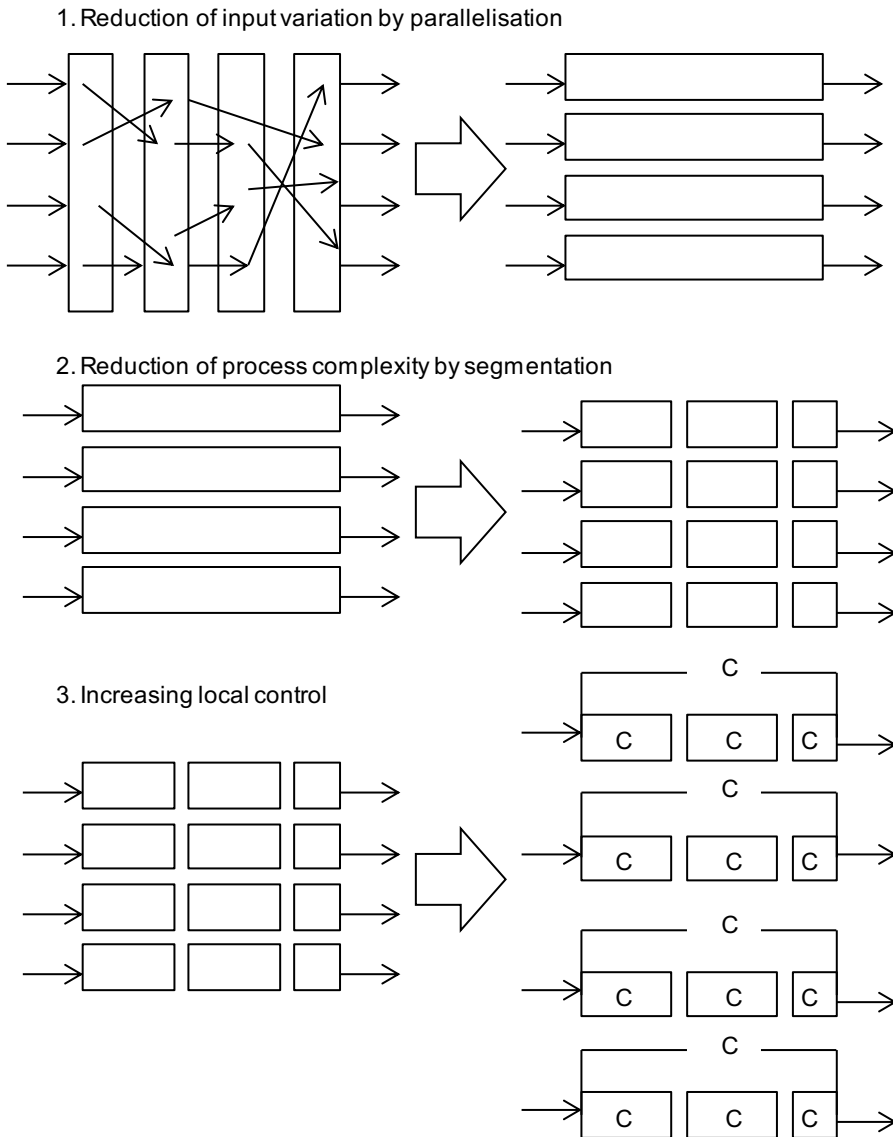 1. Reduction of input variation by parallelisation
2. Reduction of process complexity by segmentation
3. Increasing local control
C
C C C
C
C C C
C
C C C
C
C C C